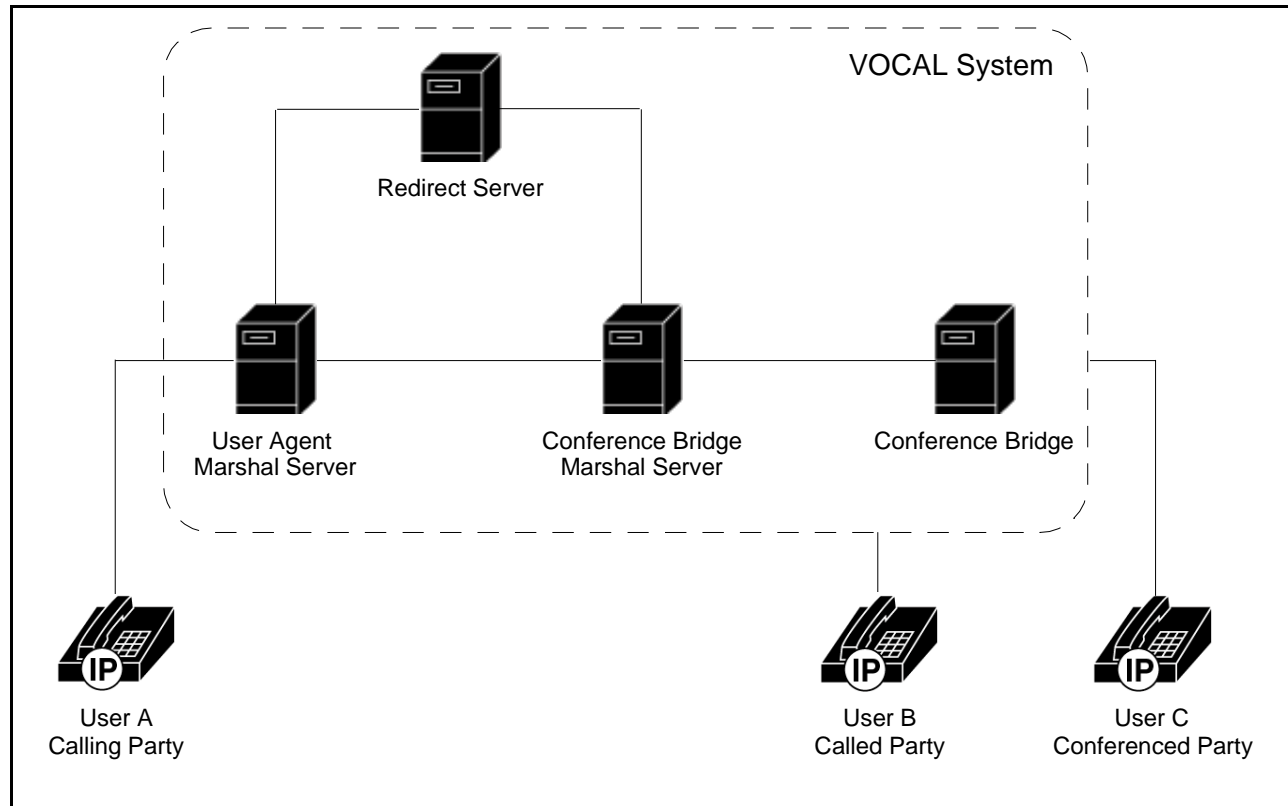 VOCAL System
Redirect Server
User Agent
Marshal Server
Conference Bridge
Marshal Server
Conference Bridge
IP
User A
Calling Party
IP
User B
Called Party
IP
User C
Conferenced Party